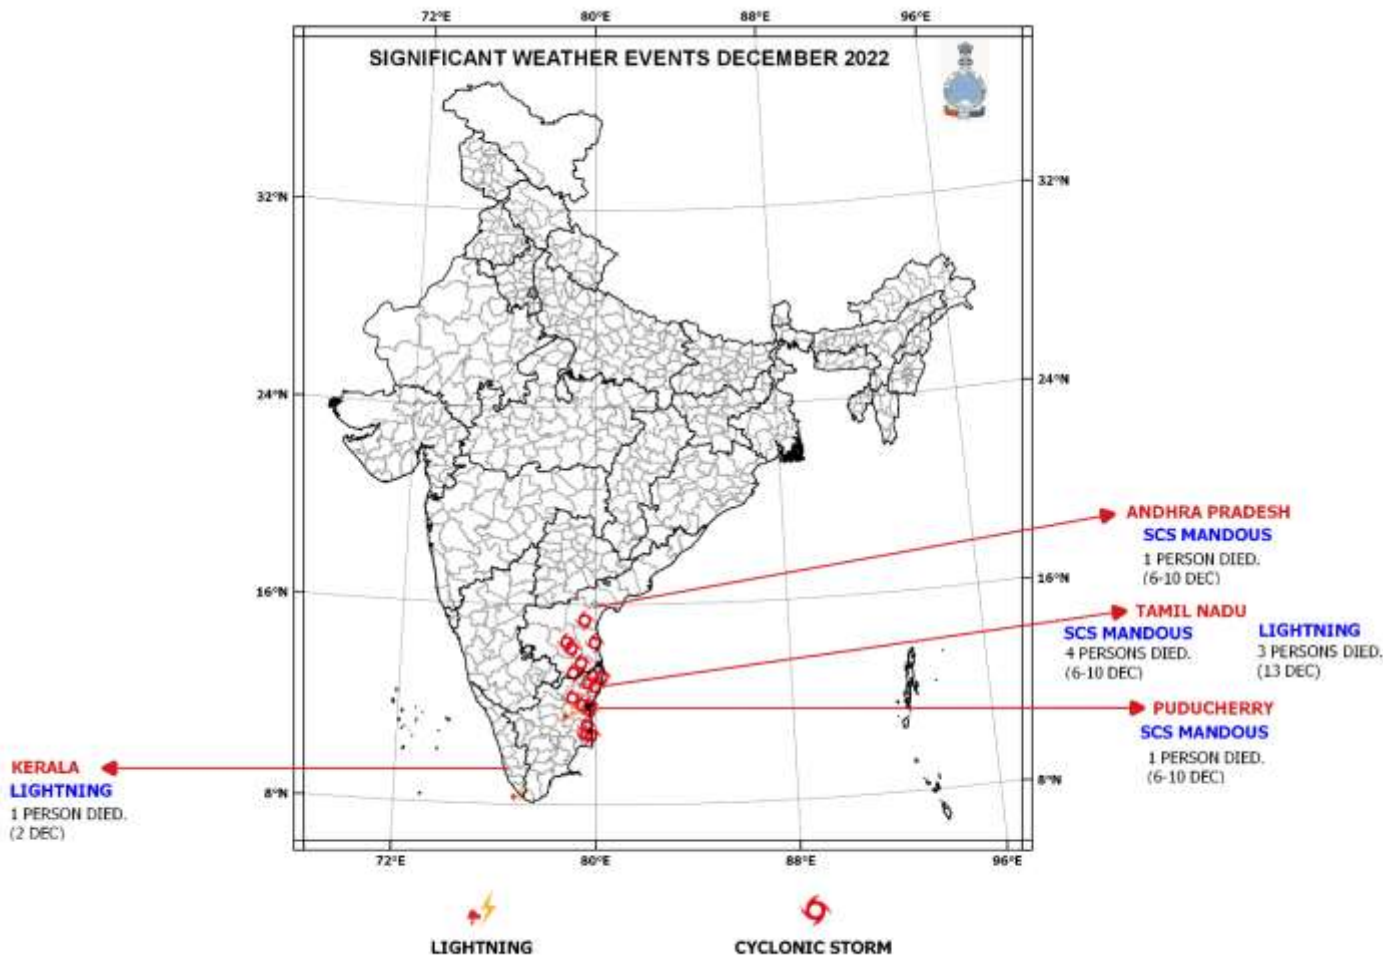 72°E 80°E 88°E 96°E
SIGNIFICANT WEATHER EVENTS DECEMBER 2022
32°N 32°N
24°N 24°N
ANDHRA PRADESH
SCS MANDOUS
1 PERSON DIED.
(6-10 DEC)
16°N 16°N
TAMIL NADU
SCS MANDOUS LIGHTNING
4 PERSONS DIED. 3 PERSONS DIED.
(6-10 DEC) (13 DEC)
PUDUCHERRY
SCS MANDOUS
1 PERSON DIED.
(6-10 DEC)
KERALA
LIGHTNING
1 PERSON DIED.
(2 DEC)
8°N 8°N
72°E 80°E 88°E 96°E
LIGHTNING CYCLONIC STORM